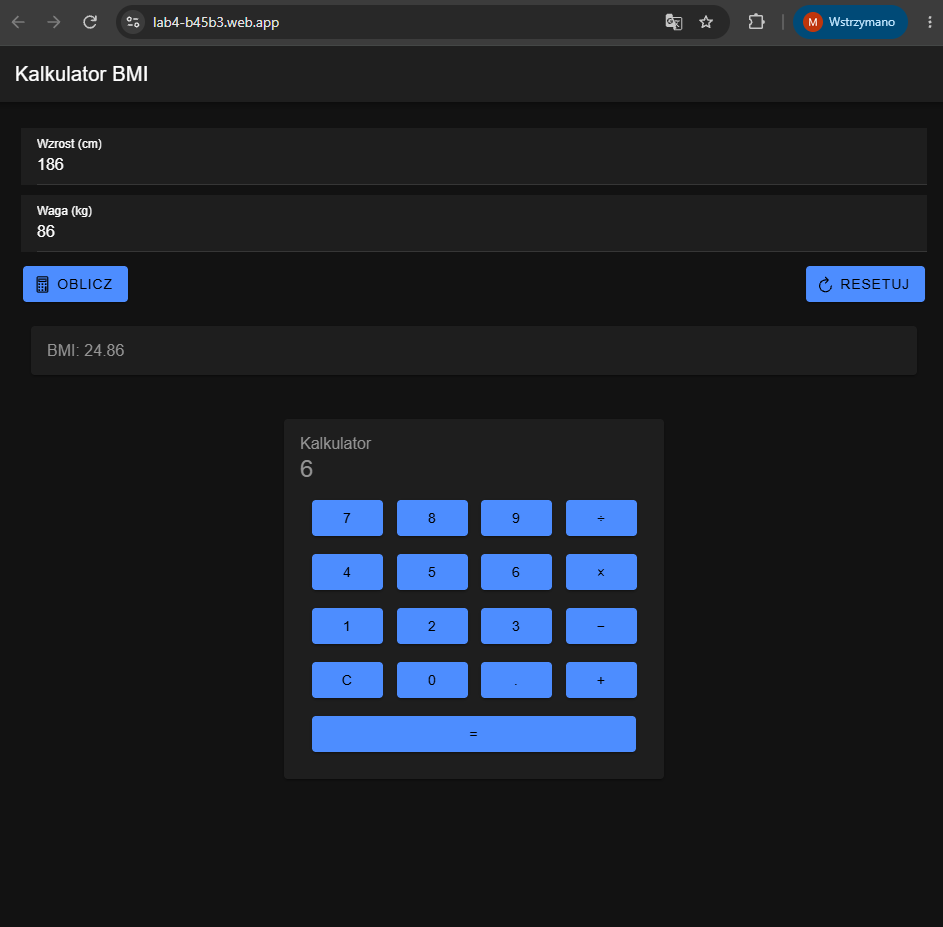 lab4-b45b3.web.app
M Wstrzymano
Kalkulator BMI
Wzrost (cm)
186
Waga (kg)
86
OBLICZ
RESETUJ
BMI: 24.86
Kalkulator
6
7 8 9 ÷
4 5 6 ×
1 2 3 −
C 0 . +
=